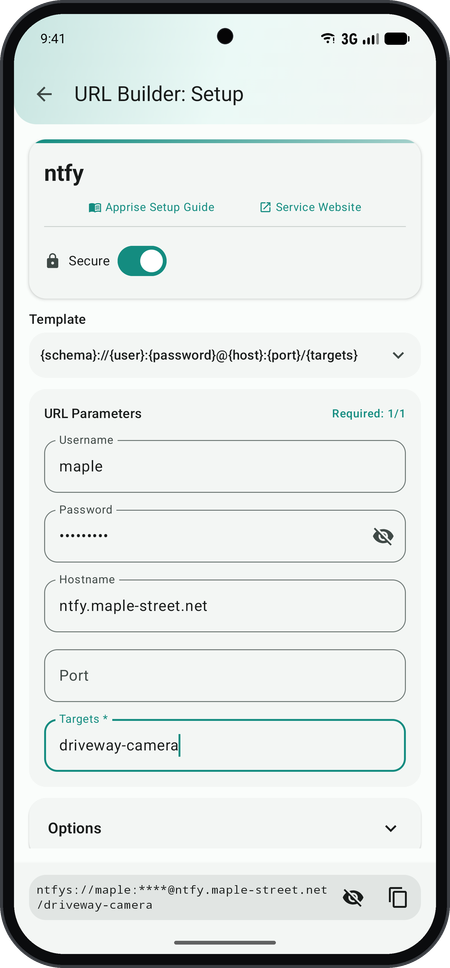 9:41
3G
URL Builder: Setup
ntfy
Apprise Setup Guide
Service Website
Secure
Template
{schema}://{user}:{password}@{host}:{port}/{targets}
URL Parameters
Required: 1/1
Username
maple
Password
•••••••••
Hostname
ntfy.maple-street.net
Port
Targets *
driveway-camera
Options
ntfys://maple:****@ntfy.maple-street.net
/driveway-camera